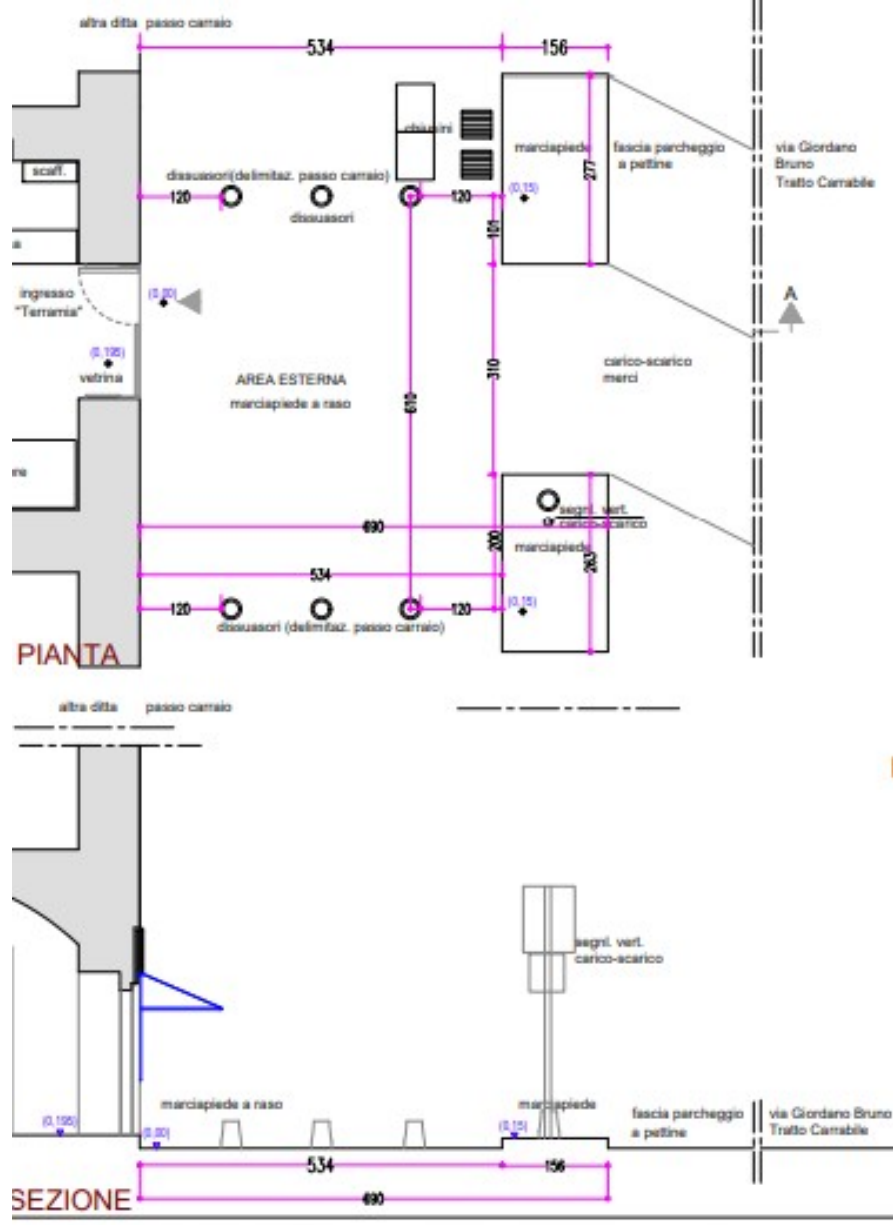 altra ditta passo carraio
534
156
chiusini
marciapiede
fascia parcheggio
a pettine
via Giordano
Bruno
Tratto Carrabile
scaff.
277
dissuasori(delimitaz. passo carraio)
120
120
(0,15)
dissuasori
101
a
ingresso
"Terramia"
(0,00)
A
(0,195)
vetrina
AREA ESTERNA
marciapiede a raso
310
610
carico-scarico
merci
re
segnl. vert.
carico-scarico
690
200
marciapiede
263
534
120
120
(0,15)
dissuasori (delimitaz. passo carraio)
PIANTA
altra ditta passo carraio
segnl. vert.
carico-scarico
marciapiede a raso
marciapiede
fascia parcheggio
a pettine
via Giordano Bruno
Tratto Carrabile
(0,195)
(0,00)
(0,15)
534
156
690
SEZIONE